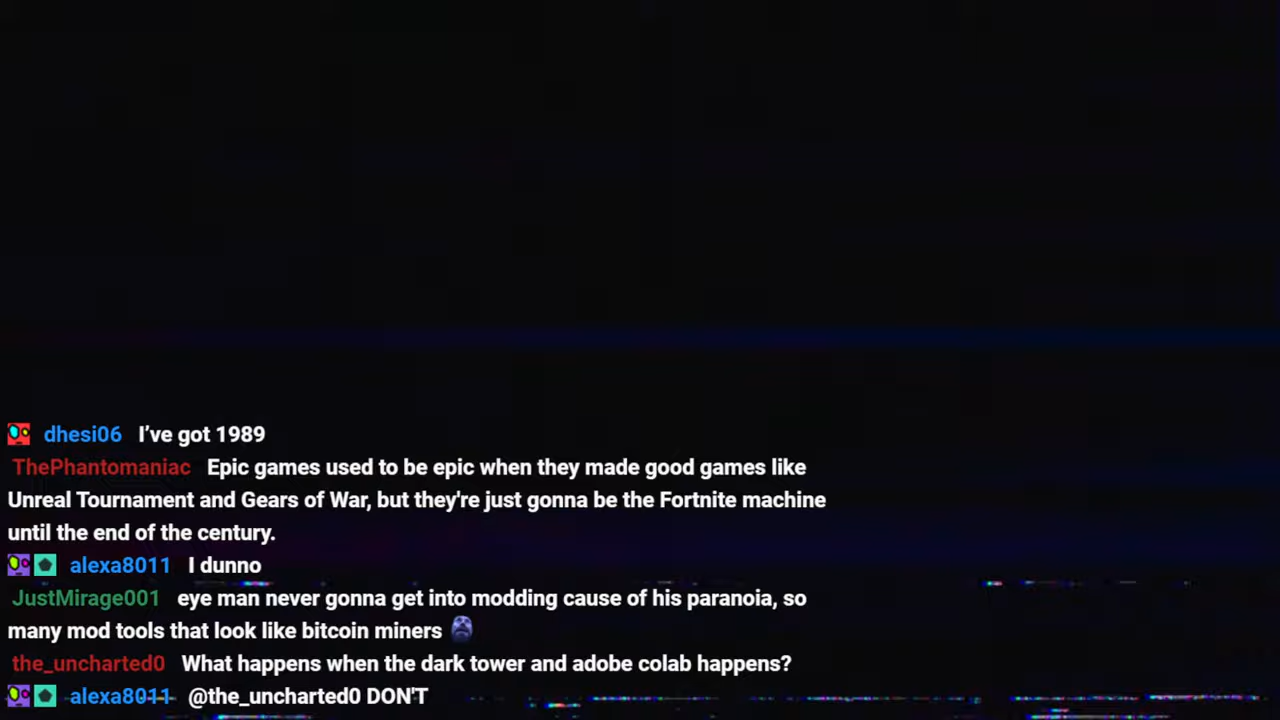 dhesi06 I’ve got 1989
ThePhantomaniac Epic games used to be epic when they made good games like
Unreal Tournament and Gears of War, but they're just gonna be the Fortnite machine
until the end of the century.
alexa8011 I dunno
JustMirage001 eye man never gonna get into modding cause of his paranoia, so
many mod tools that look like bitcoin miners
the_uncharted0 What happens when the dark tower and adobe colab happens?
alexa8011 @the_uncharted0 DON'T